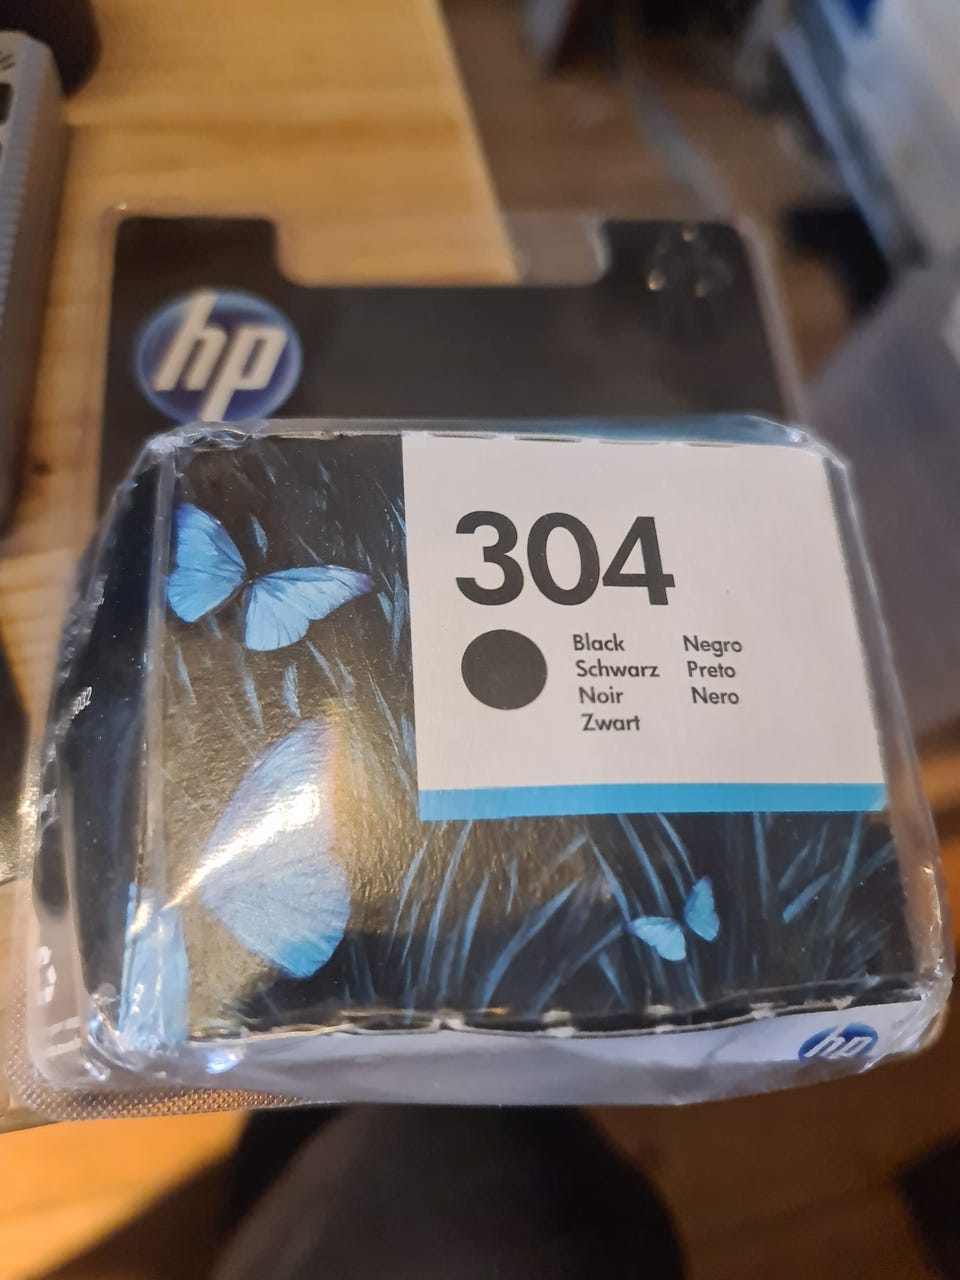 hp
304
Black Negro
Schwarz Preto
Noir Nero
Zwart
hp